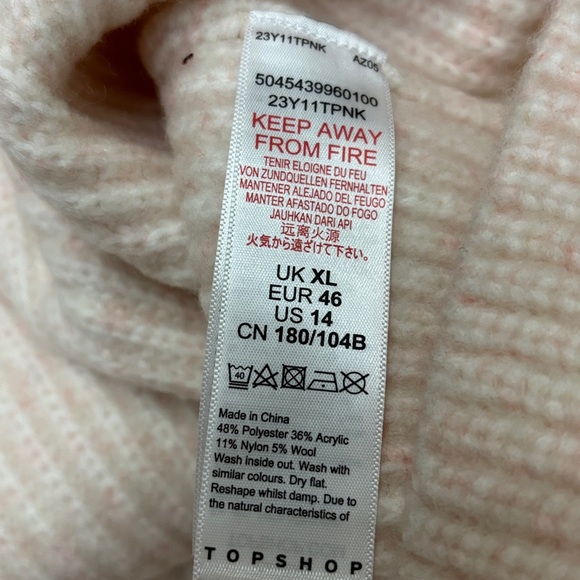 23Y11TPNK AZ05
5045439960100
23Y11TPNK
KEEP AWAY
FROM FIRE
TENIR ELOIGNE DU FEU
VON ZUNDQUELLEN FERNHALTEN
MANTENER ALEJADO DEL FEUGO
MANTER AFASTADO DO FOGO
JAUHKAN DARI API
远离火源
火気から遠ざけて下さい。
UK XL
EUR 46
US 14
CN 180/104B
40
Made in China
48% Polyester 36% Acrylic
11% Nylon 5% Wool
Wash inside out. Wash with
similar colours. Dry flat.
Reshape whilst damp. Due to
the natural characteristics of
TOPSHOP